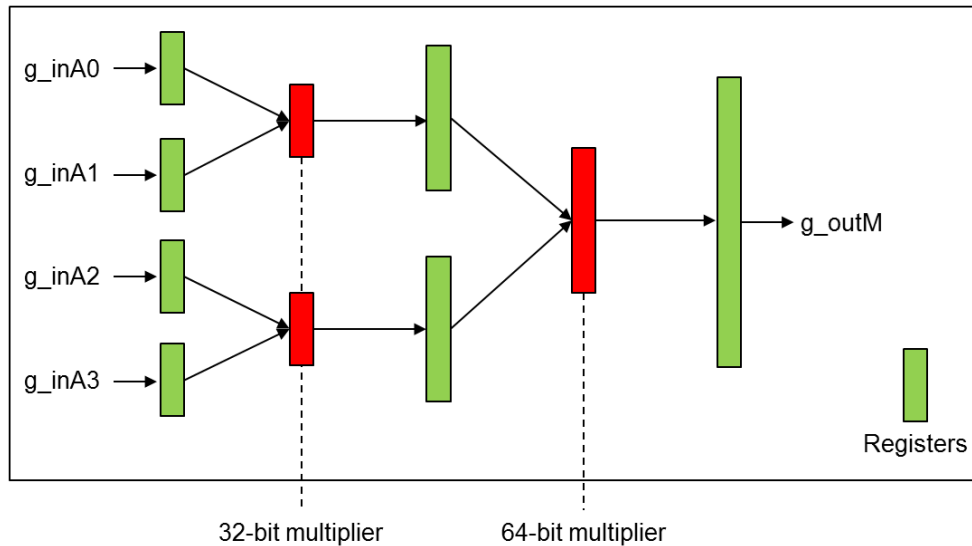 g_inA0
g_inA1
g_inA2
g_inA3
g_outM
Registers
32-bit multiplier
64-bit multiplier